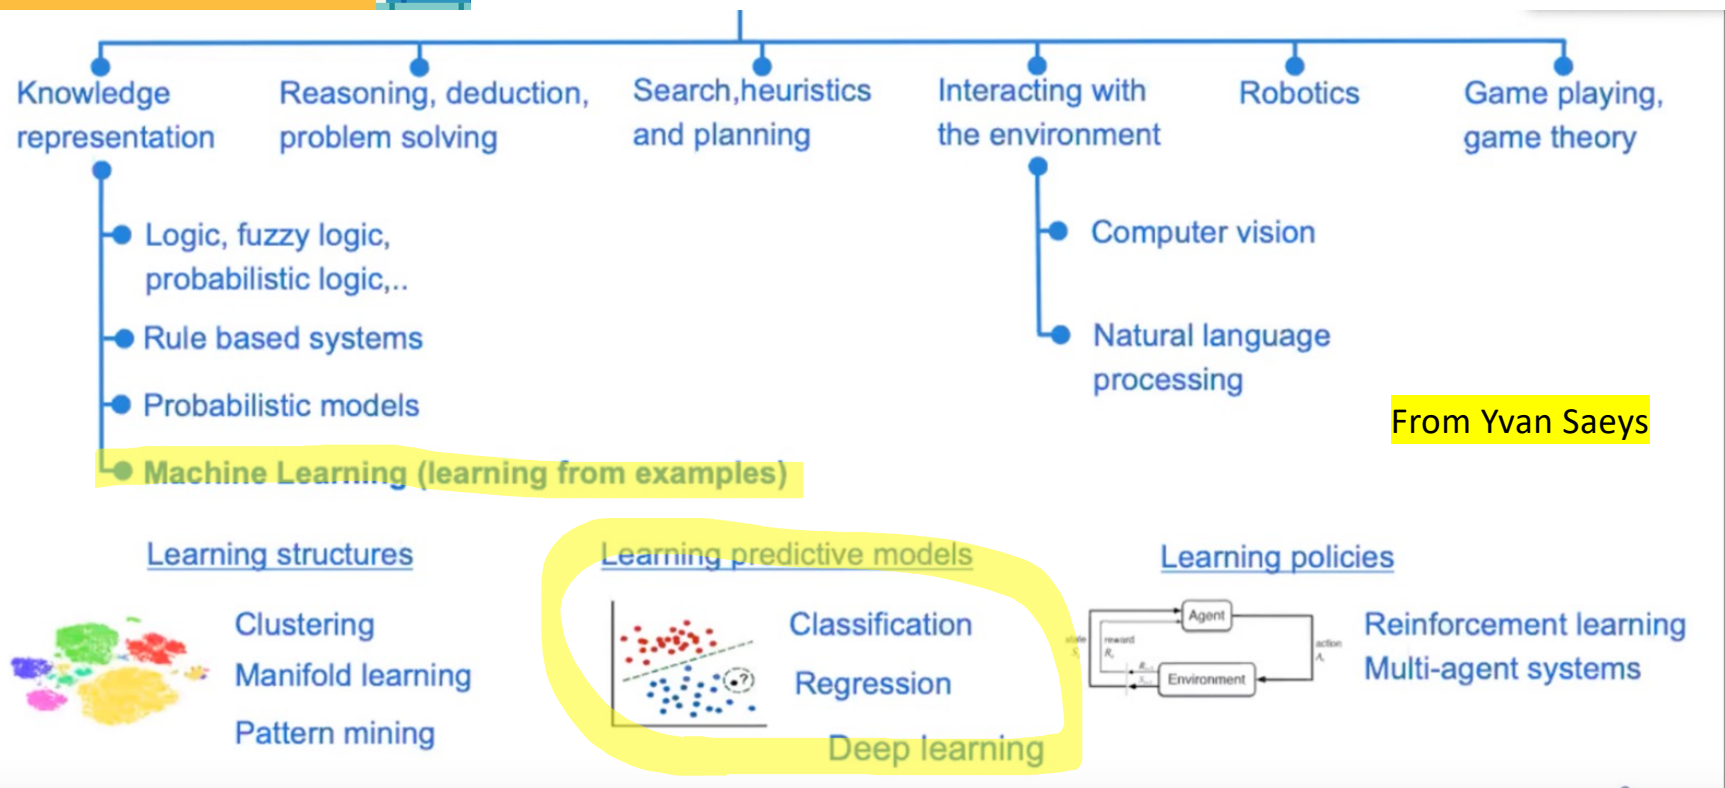 Knowledge
representation
Reasoning, deduction,
problem solving
Search,heuristics
and planning
Interacting with
the environment
Robotics
Game playing,
game theory
Logic, fuzzy logic,
probabilistic logic,..
Rule based systems
Probabilistic models
Machine Learning (learning from examples)
Computer vision
Natural language
processing
From Yvan Saeys
Learning structures
Clustering
Manifold learning
Pattern mining
Learning predictive models
?
Classification
Regression
Deep learning
Learning policies
Agent
state
reward
action
Environment
Reinforcement learning
Multi-agent systems